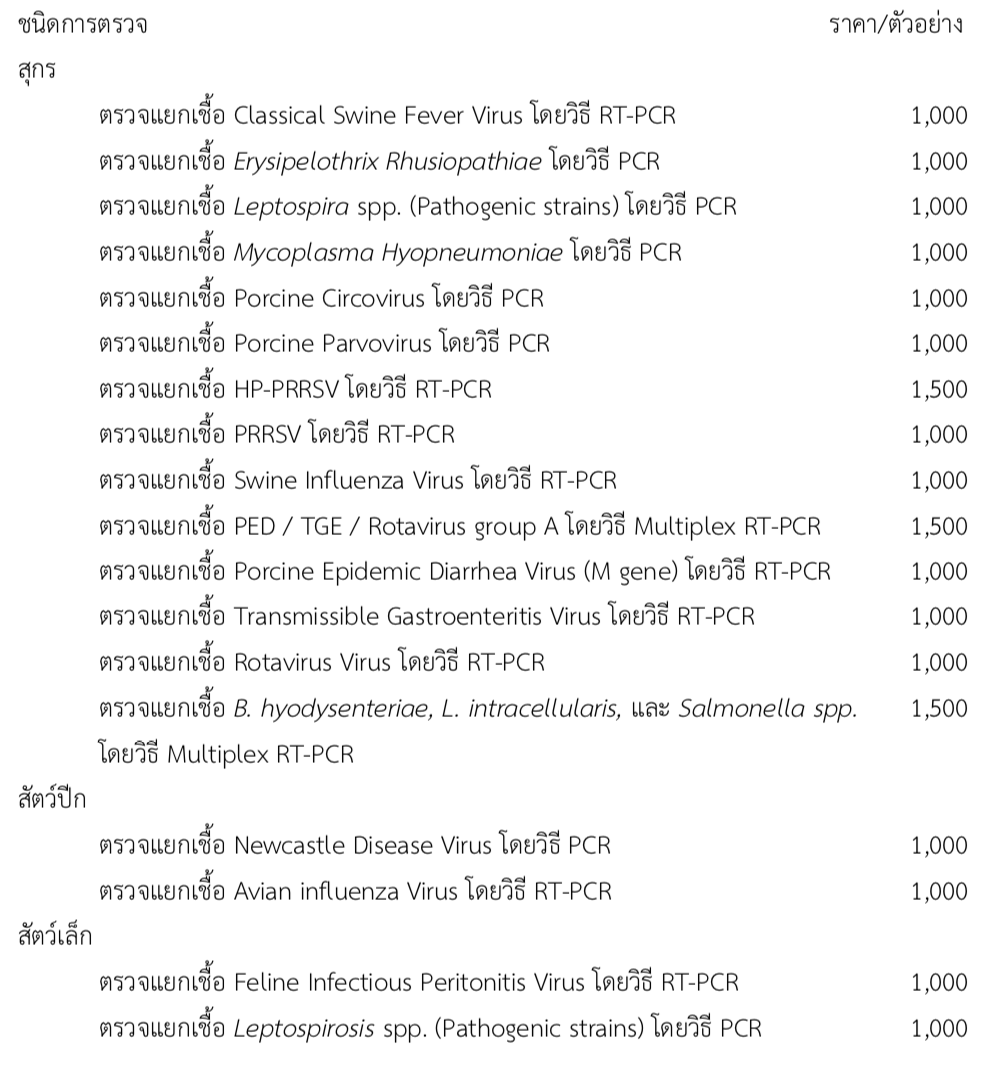 ชนิดการตรวจ ราคา/ตัวอย่าง
สุกร
ตรวจแยกเชื้อ Classical Swine Fever Virus โดยวิธี RT-PCR 1,000
ตรวจแยกเชื้อ Erysipelothrix Rhusiopathiae โดยวิธี PCR 1,000
ตรวจแยกเชื้อ Leptospira spp. (Pathogenic strains) โดยวิธี PCR 1,000
ตรวจแยกเชื้อ Mycoplasma Hyopneumoniae โดยวิธี PCR 1,000
ตรวจแยกเชื้อ Porcine Circovirus โดยวิธี PCR 1,000
ตรวจแยกเชื้อ Porcine Parvovirus โดยวิธี PCR 1,000
ตรวจแยกเชื้อ HP-PRRSV โดยวิธี RT-PCR 1,500
ตรวจแยกเชื้อ PRRSV โดยวิธี RT-PCR 1,000
ตรวจแยกเชื้อ Swine Influenza Virus โดยวิธี RT-PCR 1,000
ตรวจแยกเชื้อ PED / TGE / Rotavirus group A โดยวิธี Multiplex RT-PCR 1,500
ตรวจแยกเชื้อ Porcine Epidemic Diarrhea Virus (M gene) โดยวิธี RT-PCR 1,000
ตรวจแยกเชื้อ Transmissible Gastroenteritis Virus โดยวิธี RT-PCR 1,000
ตรวจแยกเชื้อ Rotavirus Virus โดยวิธี RT-PCR 1,000
ตรวจแยกเชื้อ B. hyodysenteriae, L. intracellularis, และ Salmonella spp. 1,500
โดยวิธี Multiplex RT-PCR
สัตว์ปีก
ตรวจแยกเชื้อ Newcastle Disease Virus โดยวิธี PCR 1,000
ตรวจแยกเชื้อ Avian influenza Virus โดยวิธี RT-PCR 1,000
สัตว์เล็ก
ตรวจแยกเชื้อ Feline Infectious Peritonitis Virus โดยวิธี RT-PCR 1,000
ตรวจแยกเชื้อ Leptospirosis spp. (Pathogenic strains) โดยวิธี PCR 1,000